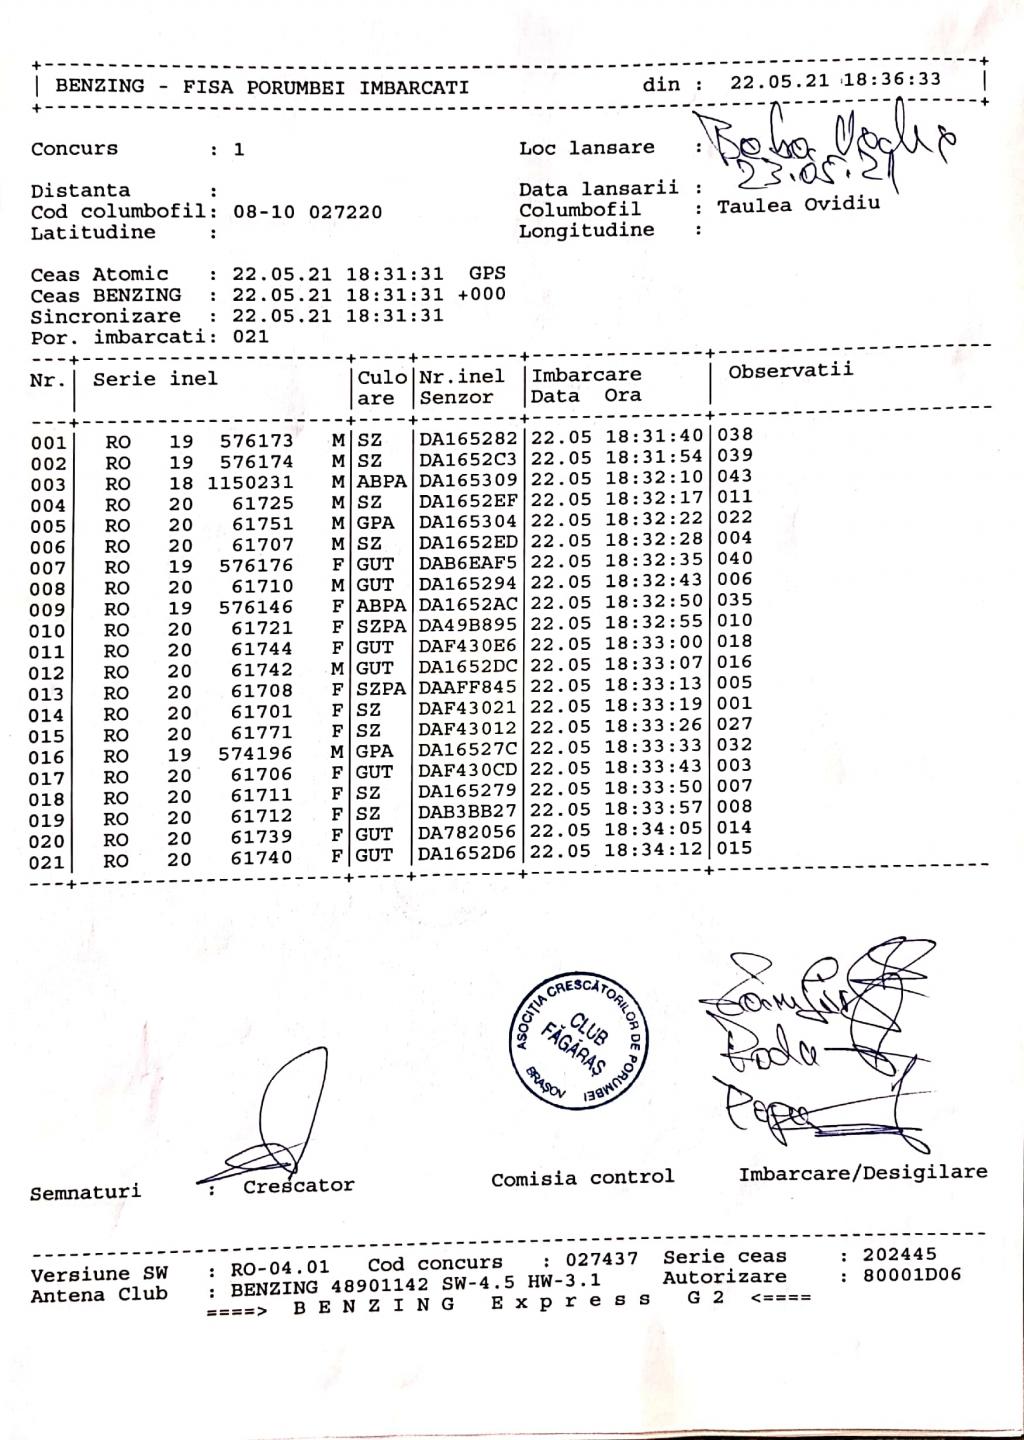 BENZING - FISA PORUMBEI IMBARCATI din : 22.05.21 18:36:33
Concurs : 1 Loc lansare :
Distanta : Data lansarii : 23.05.21
Cod columbofil: 08-10 027220 Columbofil : Taulea Ovidiu
Latitudine : Longitudine :
Ceas Atomic : 22.05.21 18:31:31 GPS
Ceas BENZING : 22.05.21 18:31:31 +000
Sincronizare : 22.05.21 18:31:31
Por. imbarcati: 021
Nr. Serie inel Culo Nr.inel Imbarcare Observatii
are Senzor Data Ora
001 RO 19 576173 M SZ DA165282 22.05 18:31:40 038
002 RO 19 576174 M SZ DA1652C3 22.05 18:31:54 039
003 RO 18 1150231 M ABPA DA165309 22.05 18:32:10 043
004 RO 20 61725 M SZ DA1652EF 22.05 18:32:17 011
005 RO 20 61751 M GPA DA165304 22.05 18:32:22 022
006 RO 20 61707 M SZ DA1652ED 22.05 18:32:28 004
007 RO 19 576176 F GUT DAB6EAF5 22.05 18:32:35 040
008 RO 20 61710 M GUT DA165294 22.05 18:32:43 006
009 RO 19 576146 F ABPA DA1652AC 22.05 18:32:50 035
010 RO 20 61721 F SZPA DA49B895 22.05 18:32:55 010
011 RO 20 61744 F GUT DAF430E6 22.05 18:33:00 018
012 RO 20 61742 M GUT DA1652DC 22.05 18:33:07 016
013 RO 20 61708 F SZPA DAAFF845 22.05 18:33:13 005
014 RO 20 61701 F SZ DAF43021 22.05 18:33:19 001
015 RO 20 61771 F SZ DAF43012 22.05 18:33:26 027
016 RO 19 574196 M GPA DA16527C 22.05 18:33:33 032
017 RO 20 61706 F GUT DAF430CD 22.05 18:33:43 003
018 RO 20 61711 F SZ DA165279 22.05 18:33:50 007
019 RO 20 61712 F SZ DAB3BB27 22.05 18:33:57 008
020 RO 20 61739 F GUT DA782056 22.05 18:34:05 014
021 RO 20 61740 F GUT DA1652D6 22.05 18:34:12 015
ASOCIȚIA CRESCĂTORILOR DE PORUMBEI
CLUB
FĂGĂRAȘ
BRAȘOV
Semnaturi : Crescator Comisia control Imbarcare/Desigilare
Versiune SW : RO-04.01 Cod concurs : 027437 Serie ceas : 202445
Antena Club : BENZING 48901142 SW-4.5 HW-3.1 Autorizare : 80001D06
====> B E N Z I N G E x p r e s s G 2 <====